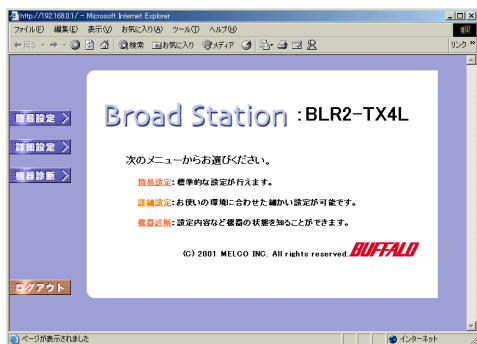 http://192.168.0.1/ - Microsoft Internet Explorer
ファイル(F) 編集(E) 表示(V) お気に入り(A) ツール(T) ヘルプ(H)
戻る 検索 お気に入り メディア リンク »
簡易設定
詳細設定
機器診断
ログアウト
Broad Station :BLR2-TX4L
次のメニューからお選びください。
簡易設定: 標準的な設定が行えます。
詳細設定: お使いの環境に合わせた細かい設定が可能です。
機器診断: 設定内容など機器の状態を知ることができます。
(C) 2001 MELCO INC. All rights reserved. BUFFALO
ページが表示されました インターネット